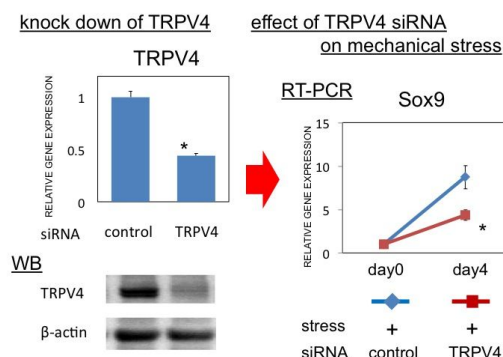 knock down of TRPV4
TRPV4
RELATIVE GENE EXPRESSION
1
0.5
0
*
siRNA control TRPV4
WB
TRPV4
β-actin
effect of TRPV4 siRNA
on mechanical stress
RT-PCR
Sox9
RELATIVE GENE EXPRESSION
15
10
5
0
*
day0 day4
stress + +
siRNA control TRPV4